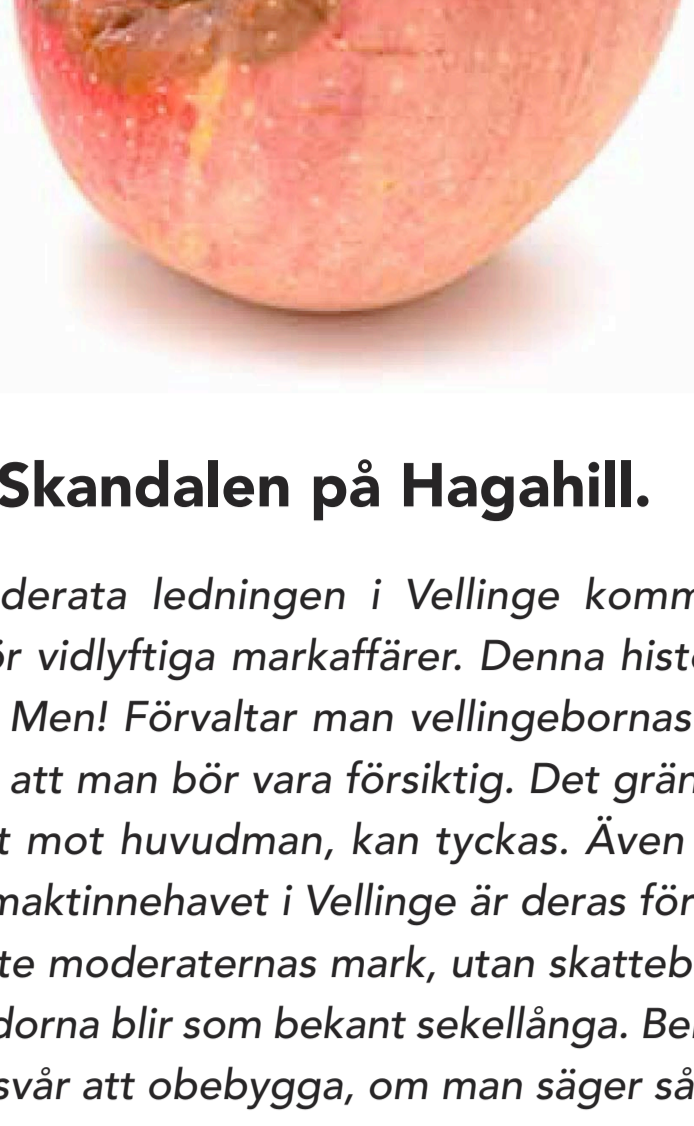 Skandalen på Hagahill.
derata ledningen i Vellinge komm
ör vidlyftiga markaffärer. Denna histo
Men! Förvaltar man vellingebornas
att man bör vara försiktig. Det grän
t mot huvudman, kan tyckas. Även
maktinnehavet i Vellinge är deras för
te moderaternas mark, utan skatteb
dorna blir som bekant sekellånga. Be
svår att obebygga, om man säger så